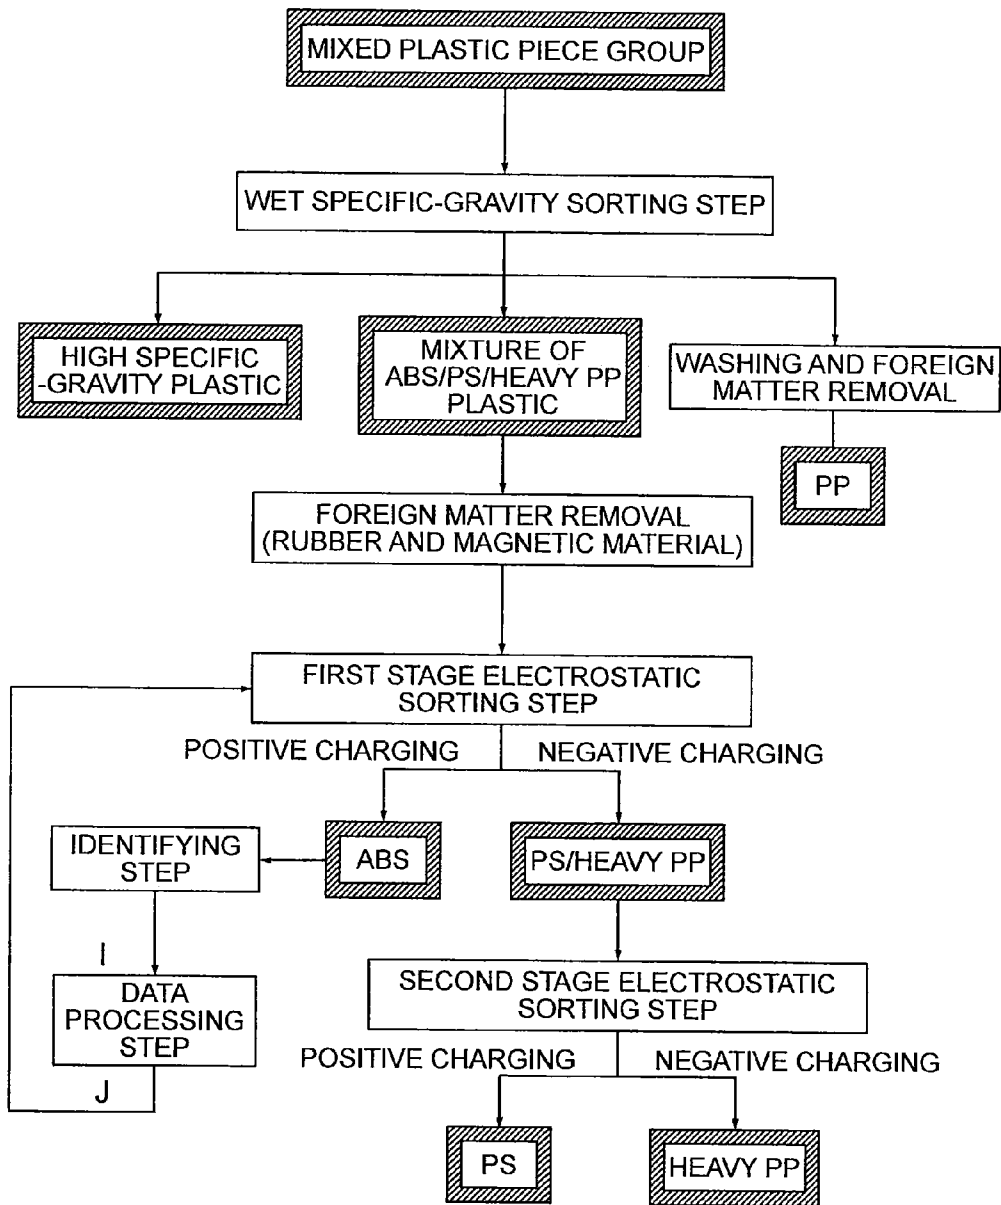 MIXED PLASTIC PIECE GROUP
WET SPECIFIC-GRAVITY SORTING STEP
HIGH SPECIFIC
-GRAVITY PLASTIC
MIXTURE OF
ABS/PS/HEAVY PP
PLASTIC
WASHING AND FOREIGN
MATTER REMOVAL
PP
FOREIGN MATTER REMOVAL
(RUBBER AND MAGNETIC MATERIAL)
FIRST STAGE ELECTROSTATIC
SORTING STEP
POSITIVE CHARGING
NEGATIVE CHARGING
IDENTIFYING
STEP
ABS
PS/HEAVY PP
I
DATA
PROCESSING
STEP
J
SECOND STAGE ELECTROSTATIC
SORTING STEP
POSITIVE CHARGING
NEGATIVE CHARGING
PS
HEAVY PP